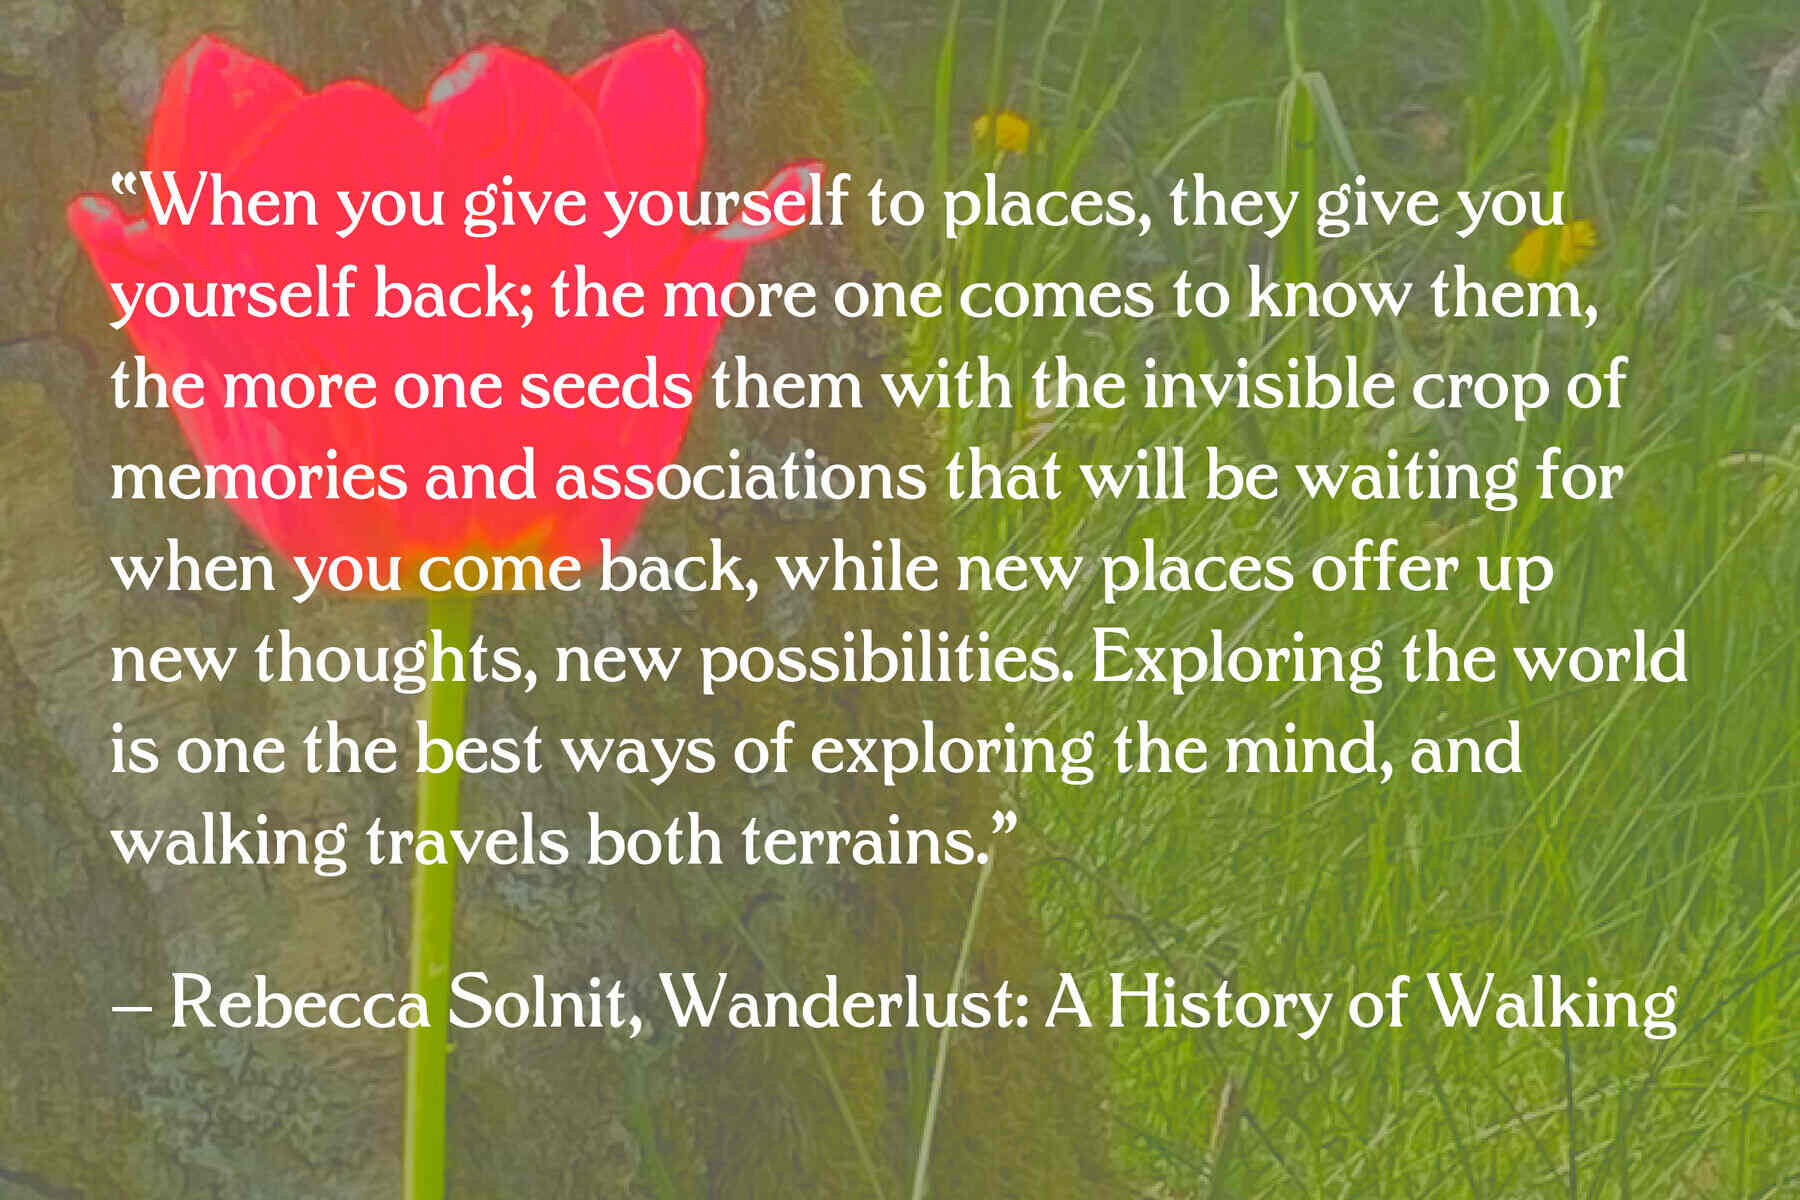 “When you give yourself to places, they give you
yourself back; the more one comes to know them,
the more one seeds them with the invisible crop of
memories and associations that will be waiting for
when you come back, while new places offer up
new thoughts, new possibilities. Exploring the world
is one the best ways of exploring the mind, and
walking travels both terrains.”
– Rebecca Solnit, Wanderlust: A History of Walking